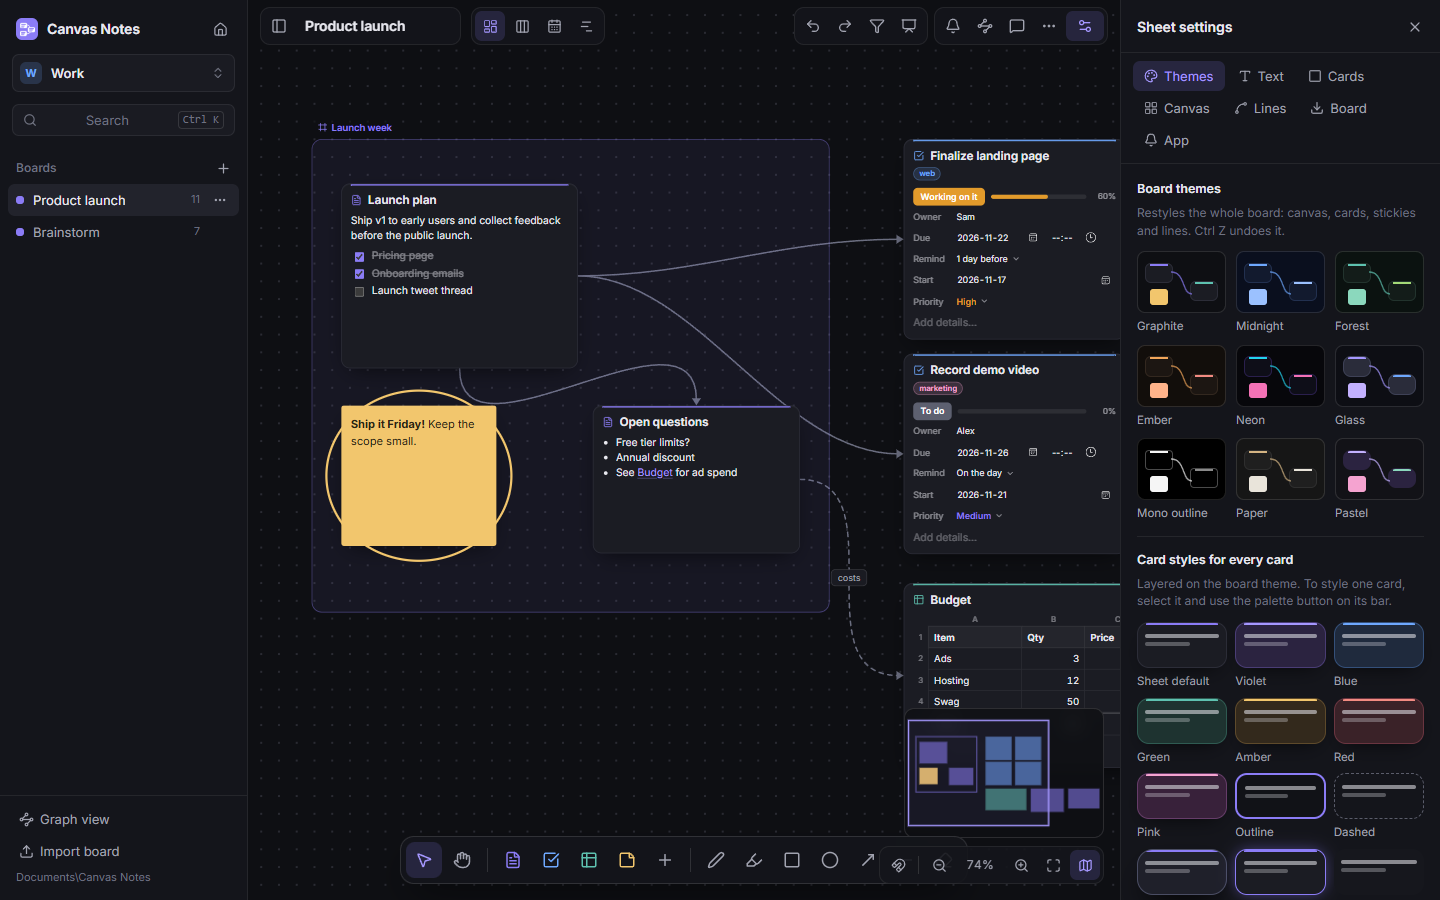 Canvas Notes
W Work
Search Ctrl K
Boards
Product launch 11
Brainstorm 7
Graph view
Import board
Documents\Canvas Notes
Product launch
Launch week
Launch plan
Ship v1 to early users and collect feedback
before the public launch.
Pricing page
Onboarding emails
Launch tweet thread
Ship it Friday! Keep the
scope small.
Open questions
Free tier limits?
Annual discount
See Budget for ad spend
costs
Finalize landing page
web
Working on it 60%
Owner Sam
Due 2026-11-22 --:--
Remind 1 day before
Start 2026-11-17
Priority High
Add details...
Record demo video
marketing
To do 0%
Owner Alex
Due 2026-11-26 --:--
Remind On the day
Start 2026-11-21
Priority Medium
Add details...
Budget
A B C
1 Item Qty Price
2 Ads 3
3 Hosting 12
4 Swag 50
74%
Sheet settings
Themes Text Cards
Canvas Lines Board
App
Board themes
Restyles the whole board: canvas, cards, stickies
and lines. Ctrl Z undoes it.
Graphite Midnight Forest
Ember Neon Glass
Mono outline Paper Pastel
Card styles for every card
Layered on the board theme. To style one card,
select it and use the palette button on its bar.
Sheet default Violet Blue
Green Amber Red
Pink Outline Dashed